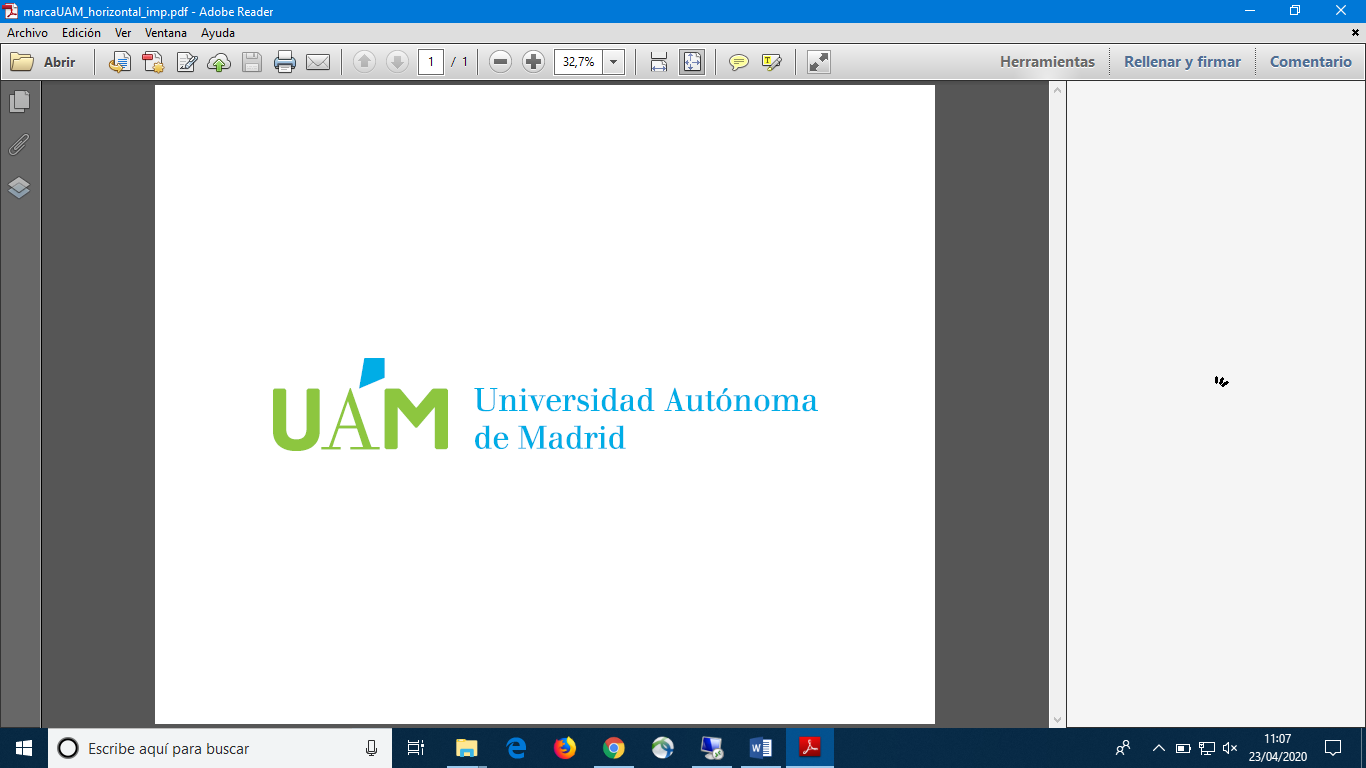 marcaUAM_horizontal_imp.pdf - Adobe Reader
Archivo Edición Ver Ventana Ayuda
Abrir 1 / 1 32,7% Herramientas Rellenar y firmar Comentario
UAM
Universidad Autónoma
de Madrid
Escribe aquí para buscar
11:07
23/04/2020